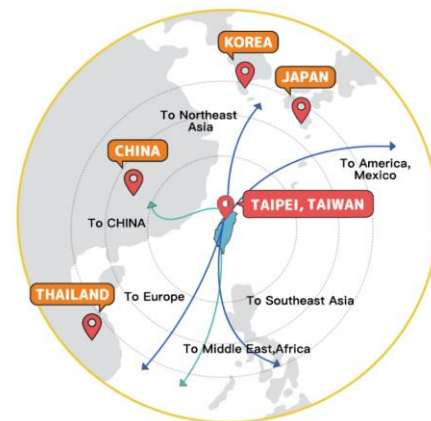 KOREA
JAPAN
To Northeast
Asia
CHINA
To America,
Mexico
TAIPEI, TAIWAN
To CHINA
THAILAND
To Europe
To Southeast Asia
To Middle East,Africa